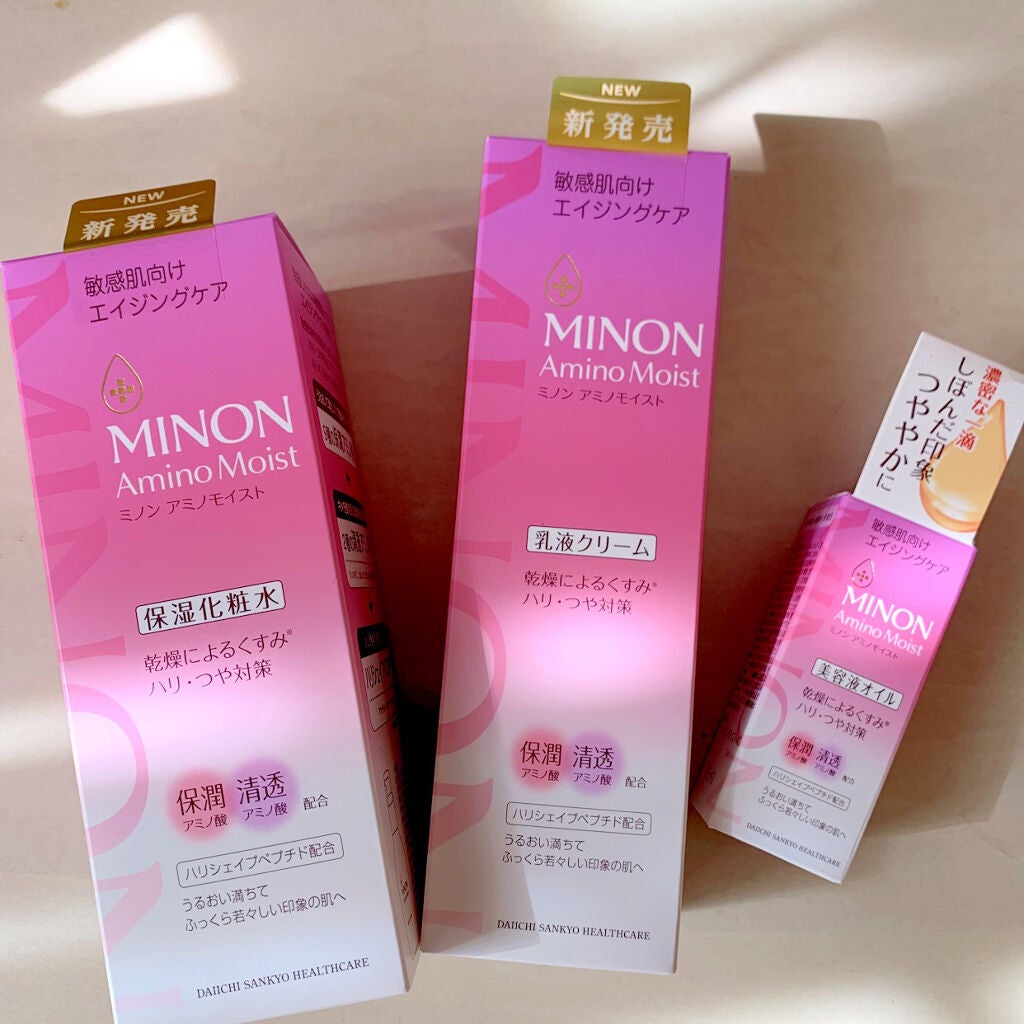 NEW
新発売
敏感肌向け
エイジングケア
MINON
Amino Moist
ミノン アミノモイスト
保湿化粧水
乾燥によるくすみ※
ハリ・つや対策
保潤 清透
アミノ酸 アミノ酸 配合
ハリシェイプペプチド配合
うるおい満ちて
ふっくら若々しい印象の肌へ
DAIICHI SANKYO HEALTHCARE
NEW
新発売
敏感肌向け
エイジングケア
MINON
Amino Moist
ミノン アミノモイスト
乳液クリーム
乾燥によるくすみ※
ハリ・つや対策
保潤 清透
アミノ酸 アミノ酸 配合
ハリシェイプペプチド配合
うるおい満ちて
ふっくら若々しい印象の肌へ
DAIICHI SANKYO HEALTHCARE
濃密な一滴
しぼんだ印象
つややかに
敏感肌向け
エイジングケア
MINON
Amino Moist
ミノン アミノモイスト
美容液オイル
乾燥によるくすみ※
ハリ・つや対策
保潤 清透
アミノ酸 アミノ酸 配合
ハリシェイプペプチド配合
うるおい満ちて
ふっくら若々しい印象の肌へ
DAIICHI SANKYO HEALTHCARE
MINON
MINON
MINON